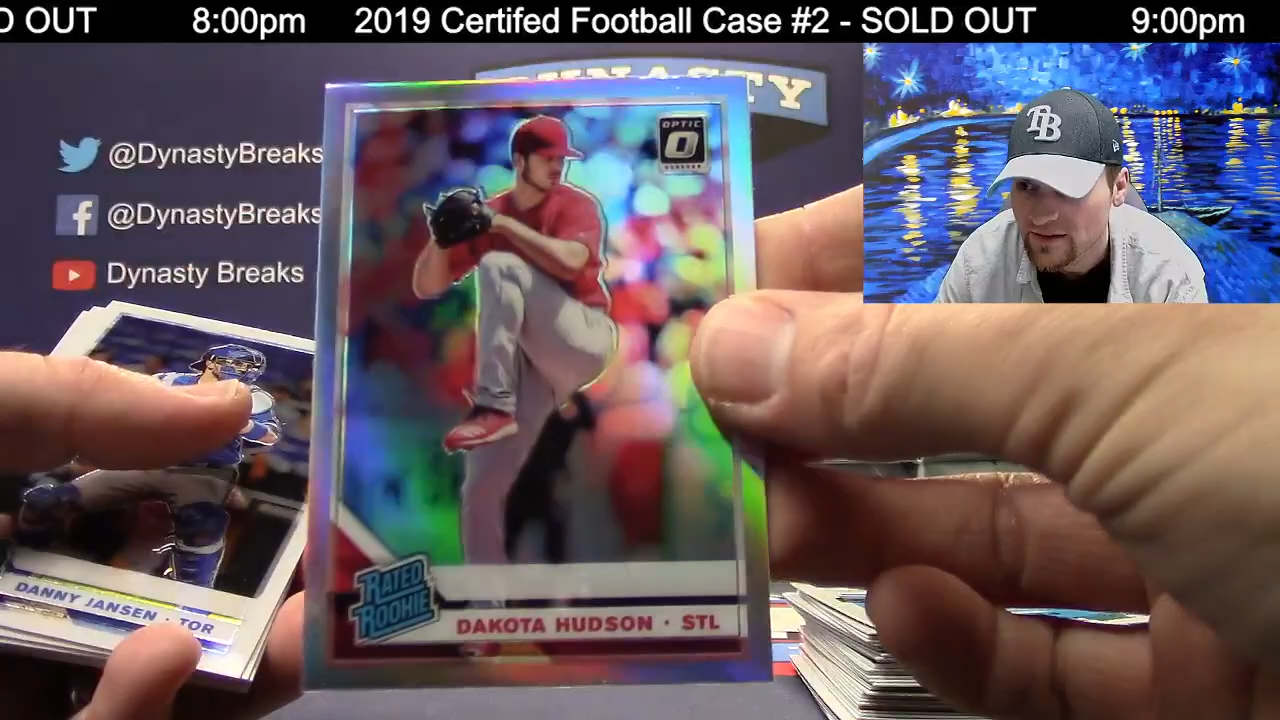 D OUT 8:00pm 2019 Certifed Football Case #2 - SOLD OUT 9:00pm
@DynastyBreaks
@DynastyBreaks
Dynasty Breaks
OPTIC
O
TB
RATED
ROOKIE
DAKOTA HUDSON · STL
DANNY JANSEN · TOR